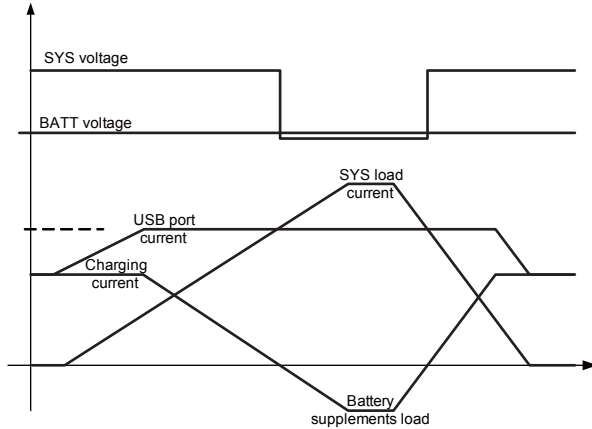 SYS voltage
BATT voltage
SYS load
current
USB port
current
Charging
current
Battery
supplements load